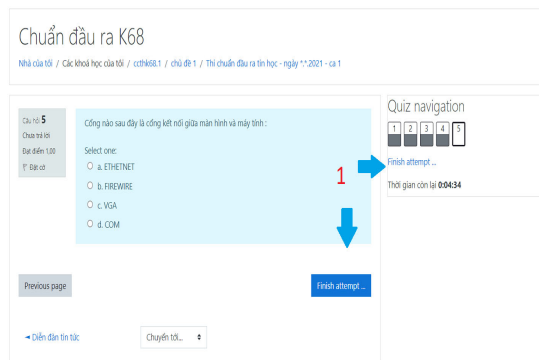 Chuẩn đầu ra K68
Nhà của tôi / Các khoá học của tôi / ccthk68.1 / chủ đề 1 / Thi chuẩn đầu ra tin học - ngày *.*.2021 - ca 1
Câu hỏi 5
Chưa trả lời
Đạt điểm 1,00
Đặt cờ
Cổng nào sau đây là cổng kết nối giữa màn hình và máy tính :
Select one:
a. ETHETNET
b. FIREWIRE
c. VGA
d. COM
1
Quiz navigation
1 2 3 4 5
Finish attempt ...
Thời gian còn lại 0:04:34
Previous page
Finish attempt ...
◄ Diễn đàn tin tức
Chuyển tới...